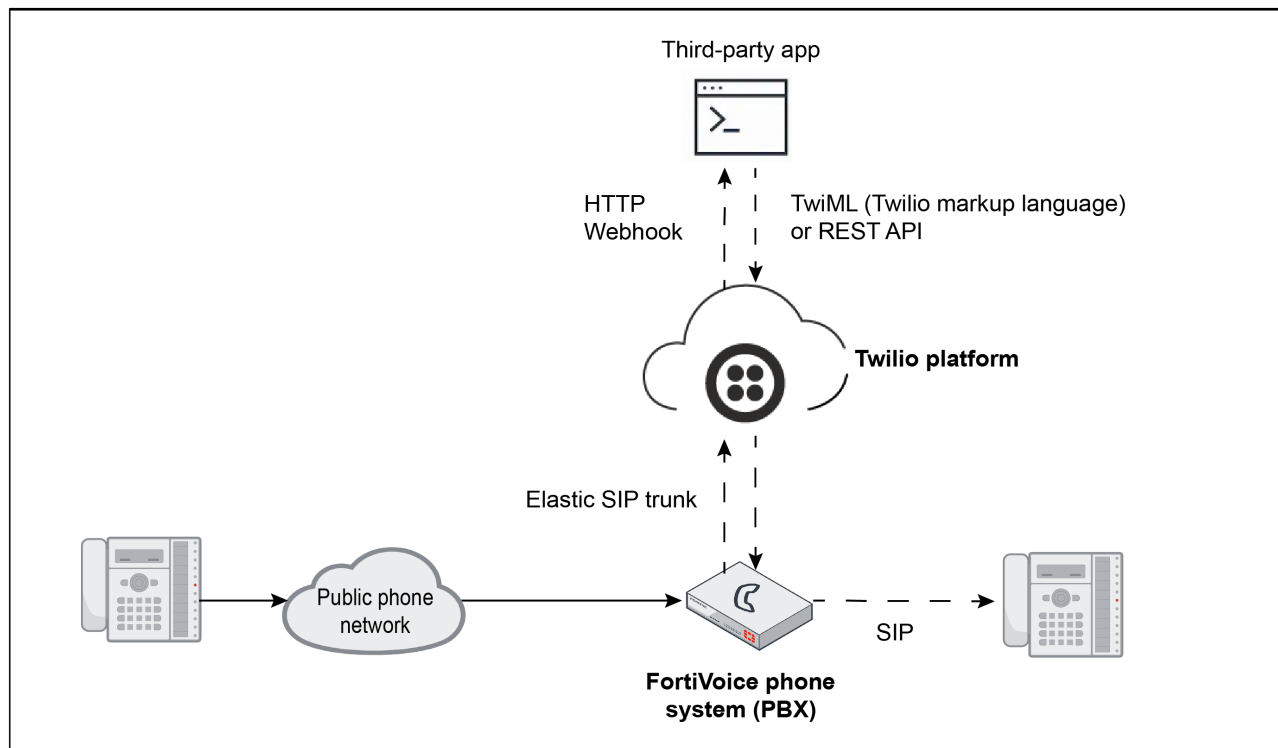 Third-party app
HTTP
Webhook
TwiML (Twilio markup language)
or REST API
Twilio platform
Elastic SIP trunk
Public phone
network
SIP
FortiVoice phone
system (PBX)